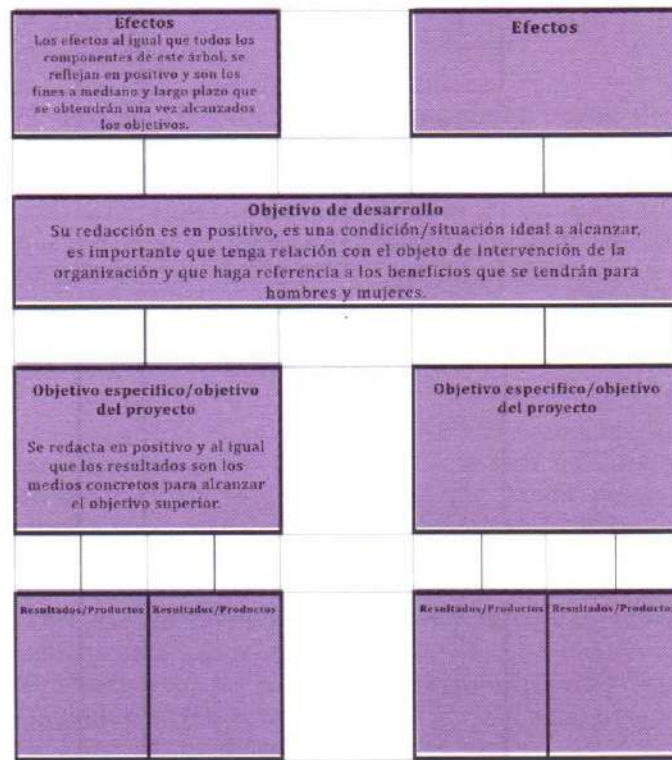 Efectos
Los efectos al igual que todos los
componentes de este árbol, se
reflejan en positivo y son los
fines a mediano y largo plazo que
se obtendrán una vez alcanzados
los objetivos.
Efectos
Objetivo de desarrollo
Su redacción es en positivo, es una condición/situación ideal a alcanzar,
es importante que tenga relación con el objeto de intervención de la
organización y que haga referencia a los beneficios que se tendrán para
hombres y mujeres.
Objetivo especifico/objetivo
del proyecto
Se redacta en positivo y al igual
que los resultados son los
medios concretos para alcanzar
el objetivo superior.
Objetivo especifico/objetivo
del proyecto
Resultados/Productos
Resultados/Productos
Resultados/Productos
Resultados/Productos